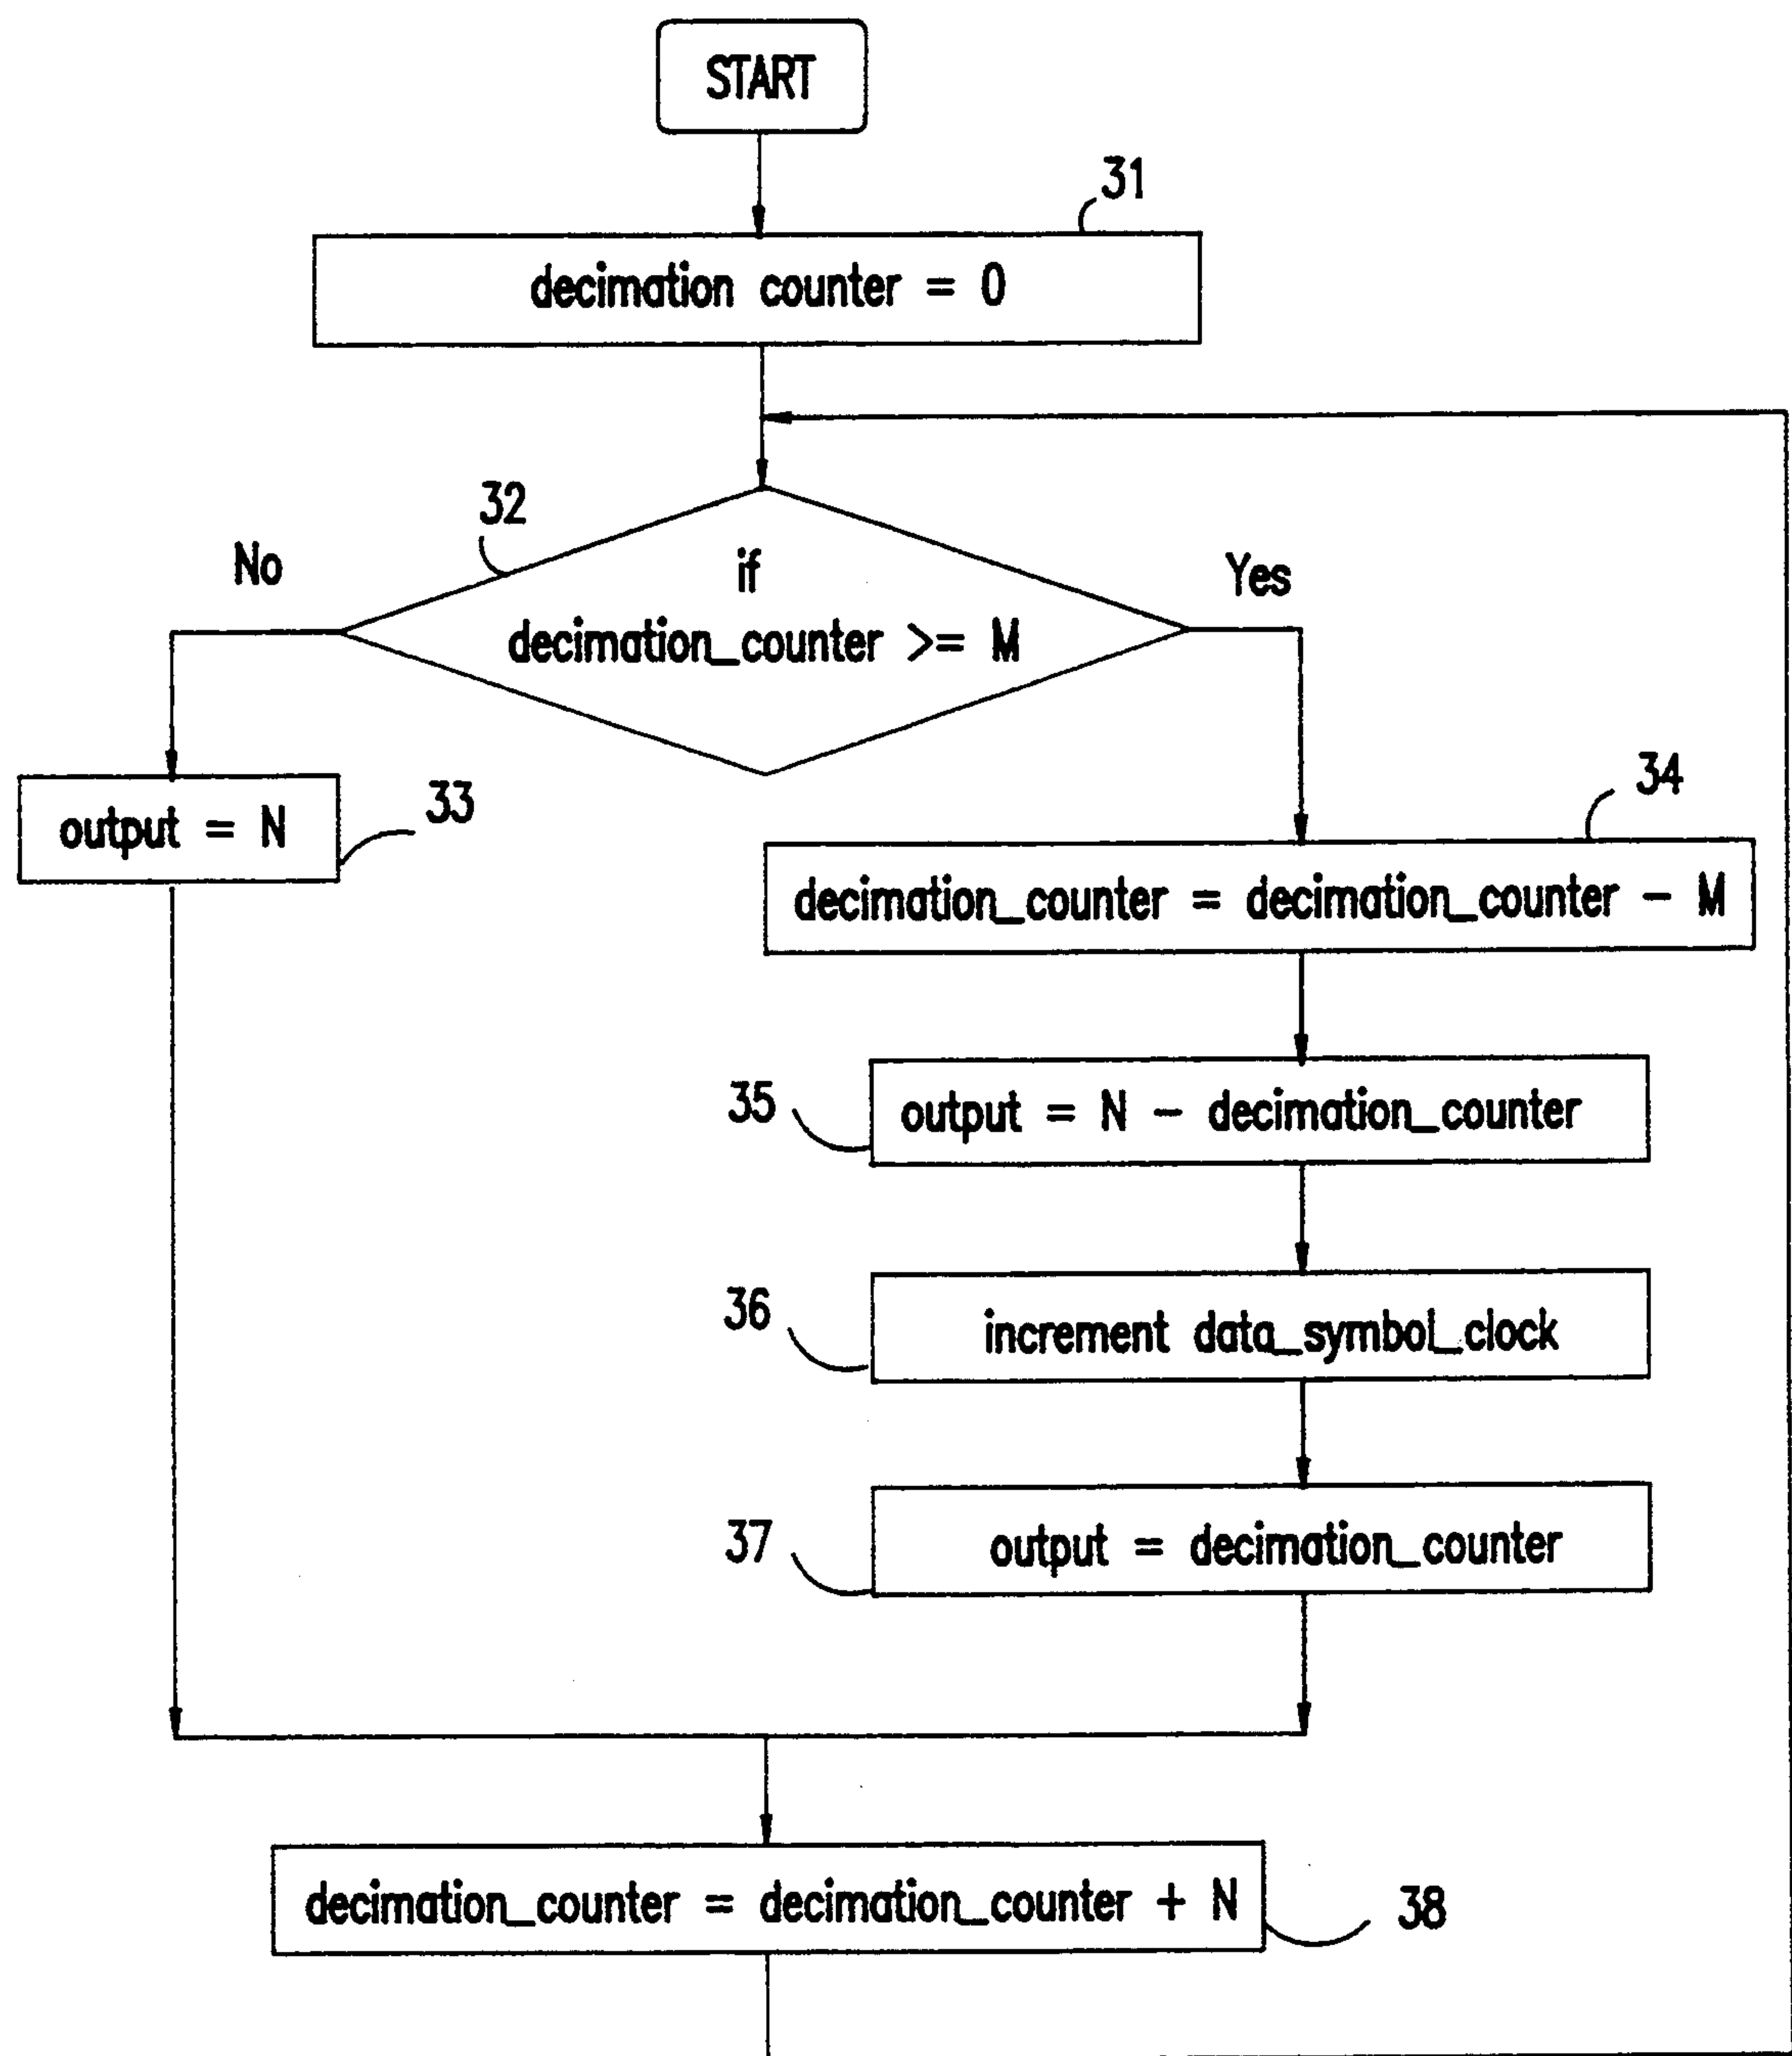 START
31
decimation counter = 0
32
No
if
Yes
decimation_counter >= M
34
33
output = N
decimation_counter = decimation_counter - M
35
output = N - decimation_counter
36
increment data_symbol_clock
37
output = decimation_counter
decimation_counter = decimation_counter + N
38